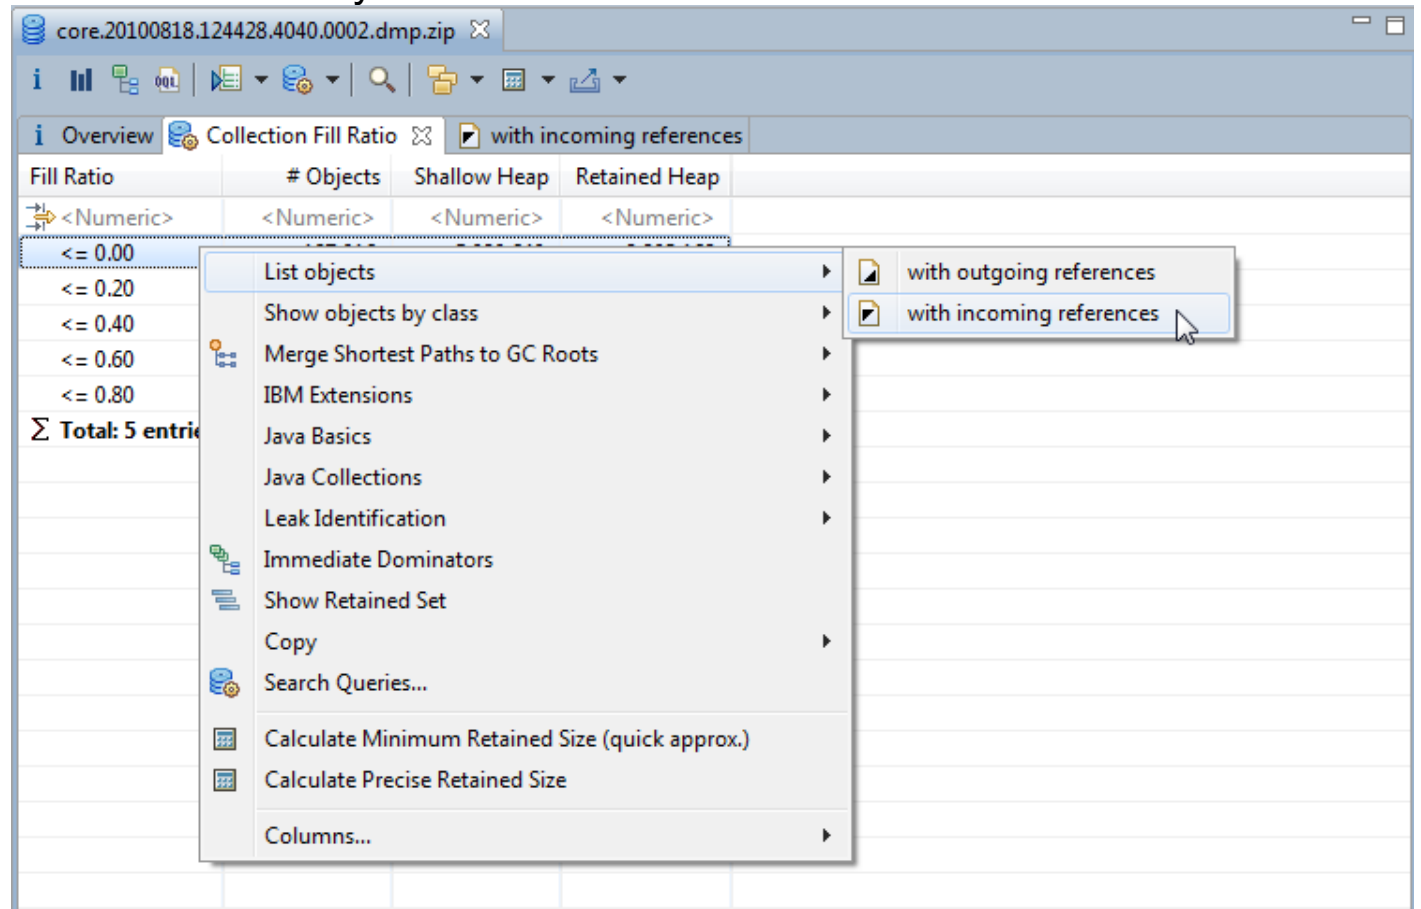 core.20100818.124428.4040.0002.dmp.zip
i OQL
i Overview Collection Fill Ratio with incoming references
Fill Ratio # Objects Shallow Heap Retained Heap
<Numeric> <Numeric> <Numeric> <Numeric>
<= 0.00
<= 0.20
<= 0.40
<= 0.60
<= 0.80
Σ Total: 5
List objects
Show objects by class
Merge Shortest Paths to GC Roots
IBM Extensions
Java Basics
Java Collections
Leak Identification
Immediate Dominators
Show Retained Set
Copy
Search Queries...
Calculate Minimum Retained Size (quick approx.)
Calculate Precise Retained Size
Columns...
with outgoing references
with incoming references